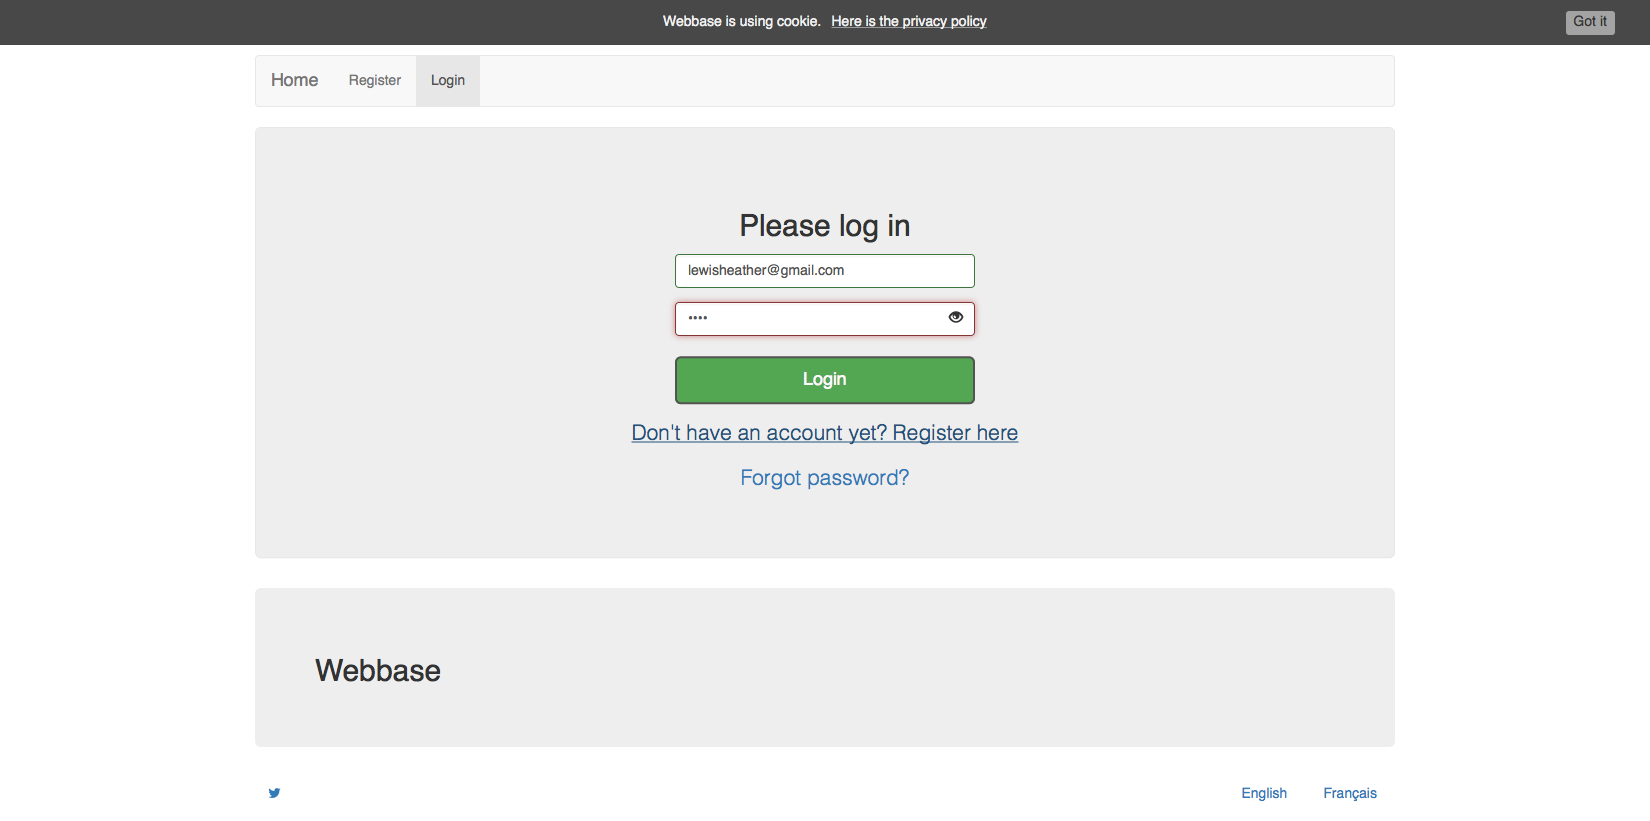 Webbase is using cookie. Here is the privacy policy
Got it
Home Register Login
Please log in
lewisheather@gmail.com
••••
Login
Don't have an account yet? Register here
Forgot password?
Webbase
English Français